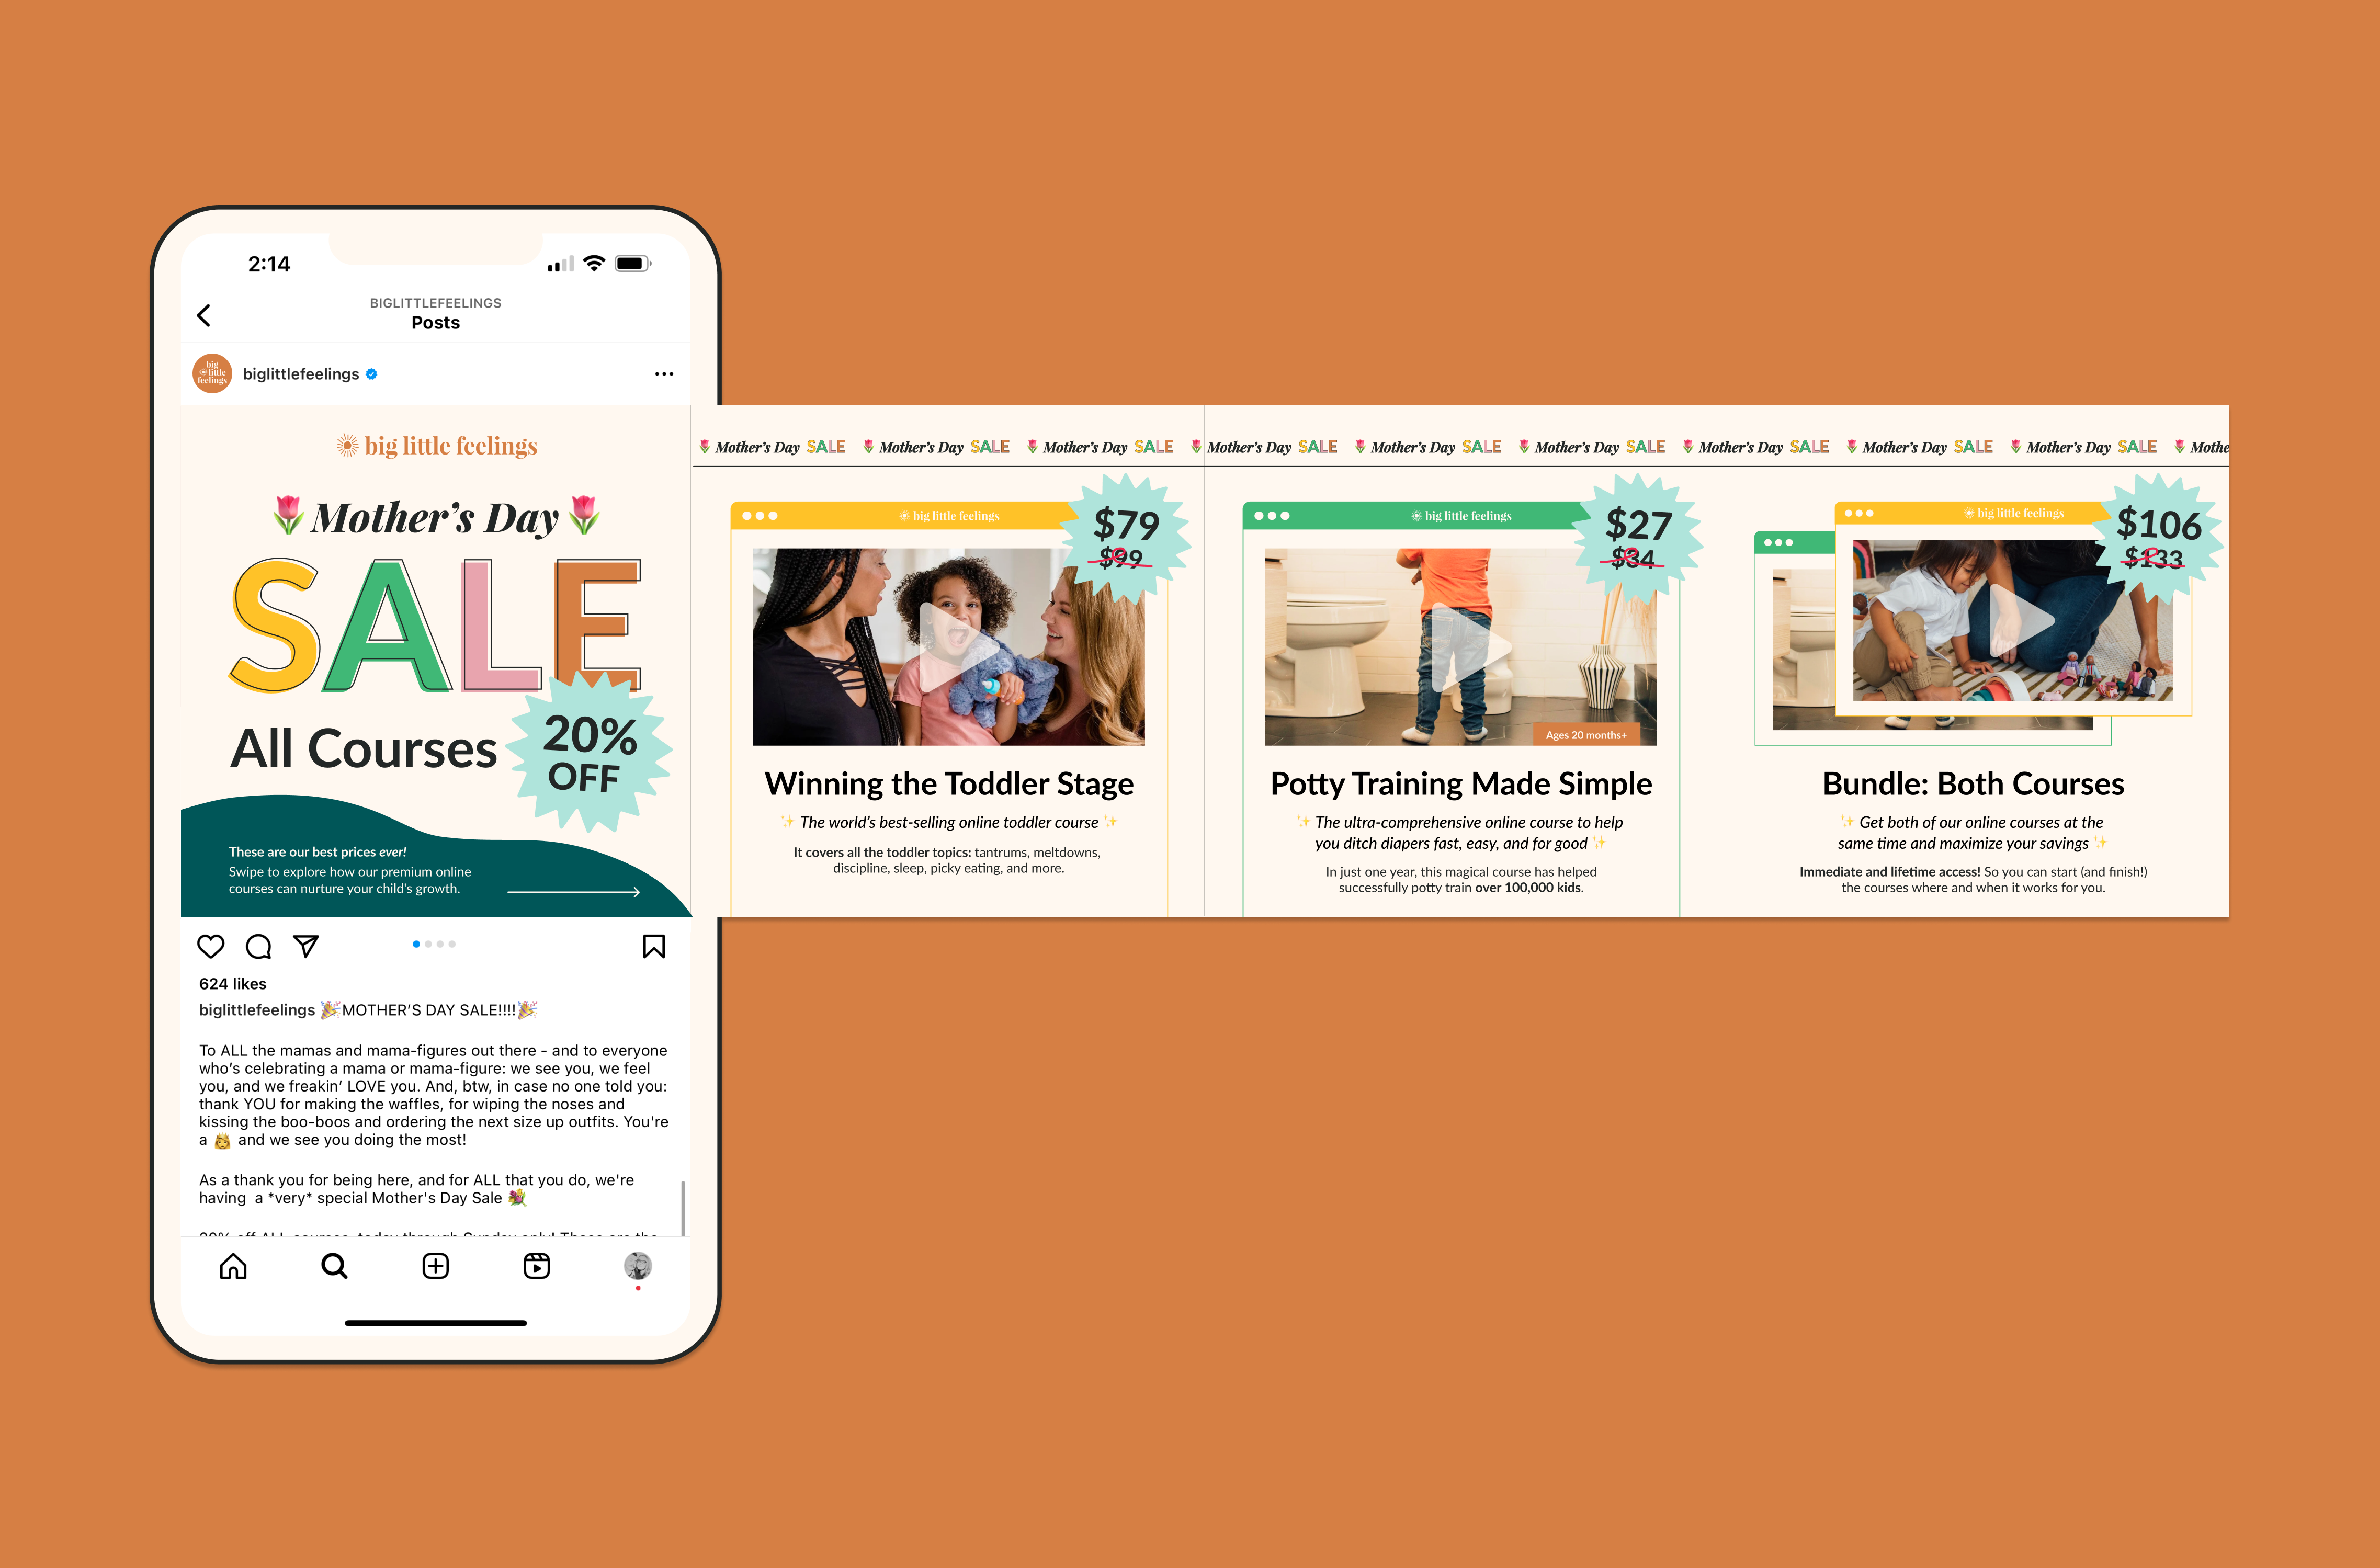 2:14
BIGLITTLEFEELINGS
Posts
big
little
feelings
biglittlefeelings
big little feelings
🌷Mother's Day🌷
SALE
All Courses
20%
OFF
These are our best prices ever!
Swipe to explore how our premium online
courses can nurture your child's growth.
624 likes
biglittlefeelings 🎉MOTHER'S DAY SALE!!!!🎉
To ALL the mamas and mama-figures out there - and to everyone
who's celebrating a mama or mama-figure: we see you, we feel
you, and we freakin' LOVE you. And, btw, in case no one told you:
thank YOU for making the waffles, for wiping the noses and
kissing the boo-boos and ordering the next size up outfits. You're
a 👸 and we see you doing the most!
As a thank you for being here, and for ALL that you do, we're
having a *very* special Mother's Day Sale 💐
20% off ALL courses, today through Sunday only! These are the
🌷 Mother's Day SALE 🌷 Mother's Day SALE 🌷 Mother's Day SALE 🌷 Mother's Day SALE 🌷 Mother's Day SALE 🌷 Mother's Day SALE 🌷 Mother's Day SALE 🌷 Mother's Day SALE 🌷 Mother's Day SALE 🌷 Mothe
big little feelings
$79
$99
Winning the Toddler Stage
✨ The world's best-selling online toddler course ✨
It covers all the toddler topics: tantrums, meltdowns,
discipline, sleep, picky eating, and more.
big little feelings
$27
$34
Ages 20 months+
Potty Training Made Simple
✨ The ultra-comprehensive online course to help
you ditch diapers fast, easy, and for good ✨
In just one year, this magical course has helped
successfully potty train over 100,000 kids.
big little feelings
$106
$133
Bundle: Both Courses
✨ Get both of our online courses at the
same time and maximize your savings ✨
Immediate and lifetime access! So you can start (and finish!)
the courses where and when it works for you.